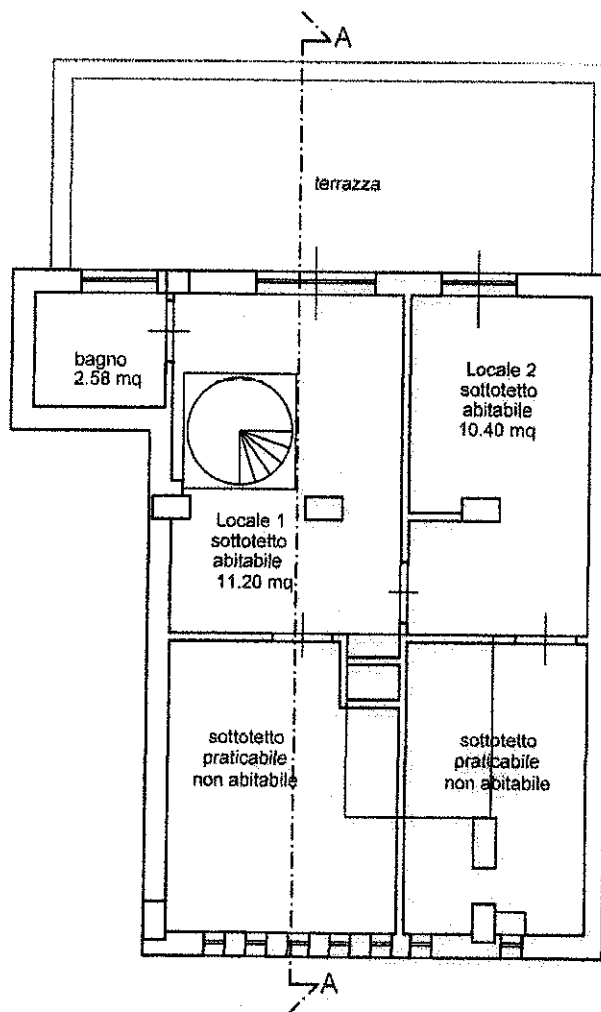 A
terrazza
bagno
2.58 mq
Locale 2
sottotetto
abitabile
10.40 mq
Locale 1
sottotetto
abitabile
11.20 mq
sottotetto
praticabile
non abitabile
sottotetto
praticabile
non abitabile
A